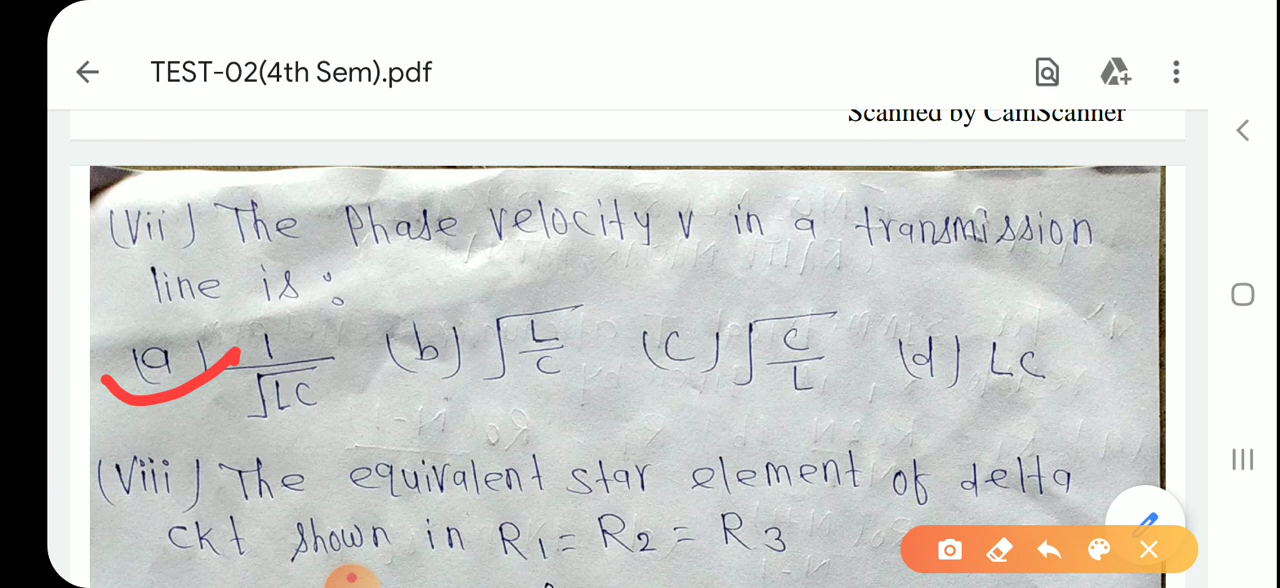 TEST-02(4th Sem).pdf
Scanned by CamScanner
(Vii) The Phase velocity v in a transmission
line is :
(a) 1/√LC (b) √L/C (c) √C/L (d) LC
(Viii) The equivalent star element of delta
ckt shown in R1 = R2 = R3